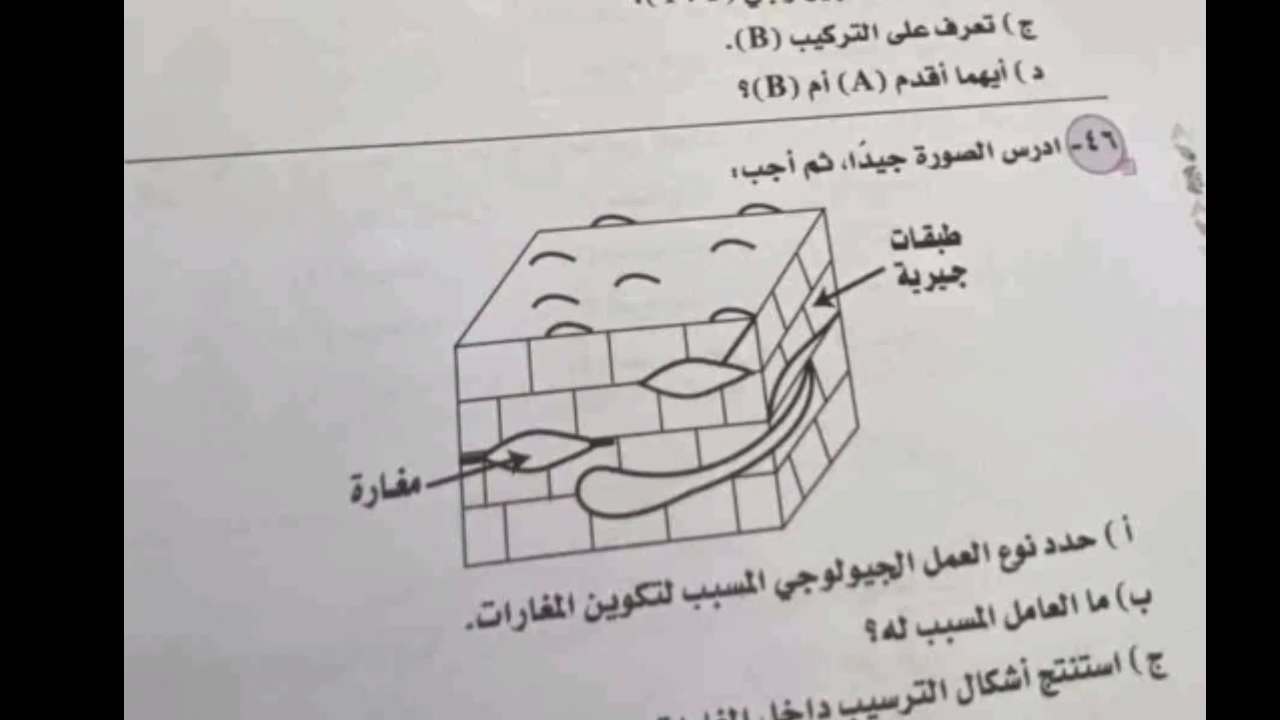 ج) تعرف على التركيب (B).
د) أيهما أقدم (A) أم (B)؟
٤٦- ادرس الصورة جيدًا، ثم أجب:
طبقات
جيرية
مغارة
أ) حدد نوع العمل الجيولوجي المسبب لتكوين المغارات.
ب) ما العامل المسبب له؟
ج) استنتج أشكال الترسيب داخل